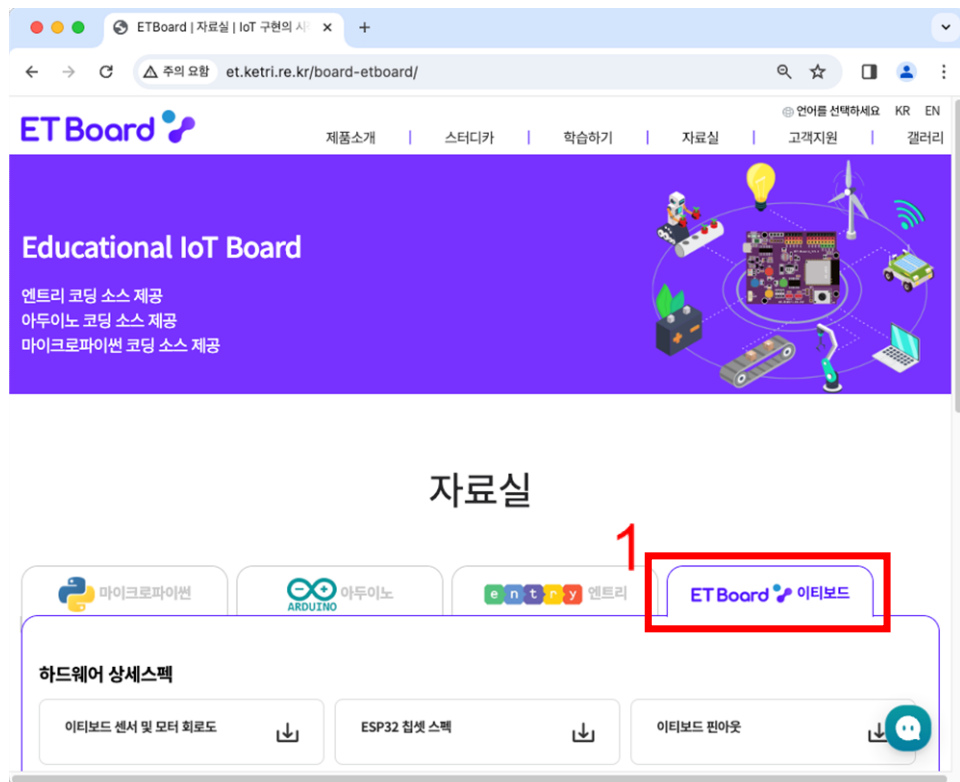 ETBoard | 자료실 | IoT 구현의 시
주의 요함 et.ketri.re.kr/board-etboard/
언어를 선택하세요 KR EN
ET Board
제품소개 | 스터디카 | 학습하기 | 자료실 | 고객지원 | 갤러리
Educational IoT Board
엔트리 코딩 소스 제공
아두이노 코딩 소스 제공
마이크로파이썬 코딩 소스 제공
자료실
1
마이크로파이썬
ARDUINO 아두이노
entry 엔트리
ET Board 이티보드
하드웨어 상세스펙
이티보드 센서 및 모터 회로도
ESP32 칩셋 스펙
이티보드 핀아웃